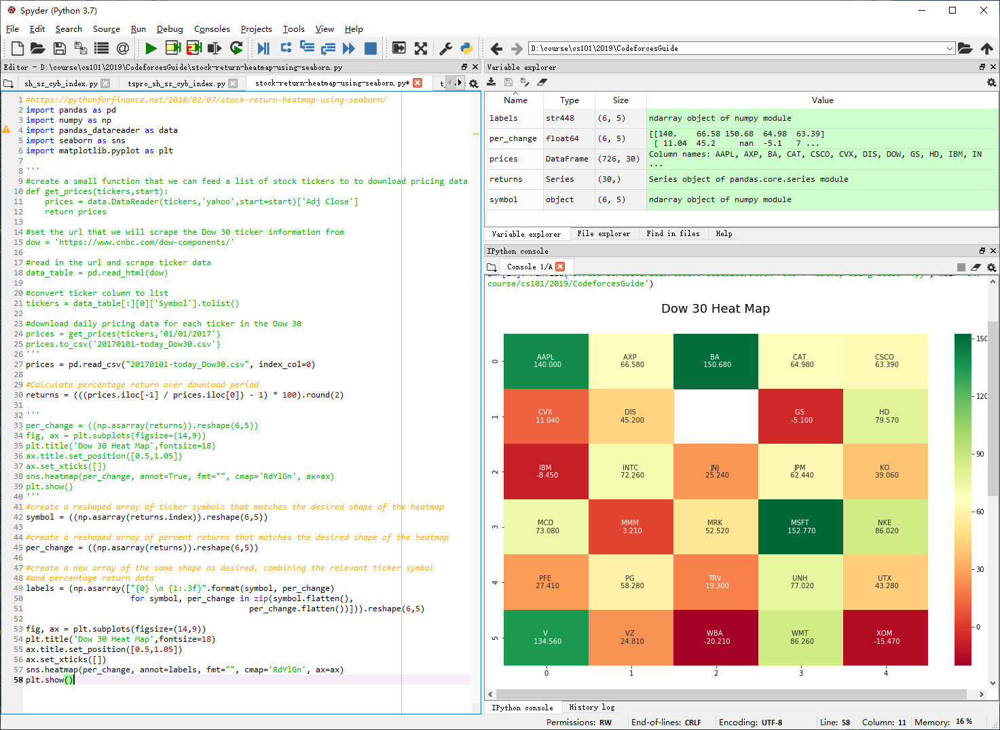 Spyder (Python 3.7)
File Edit Search Source Run Debug Consoles Projects Tools View Help
D:\course\cs101\2019\CodeforcesGuide
Editor - D:\course\cs101\2019\CodeforcesGuide\stock-return-heatmap-using-seaborn.py
sh_sz_cyb_index.py tspro_sh_sz_cyb_index.py stock-return-heatmap-using-seaborn.py*
1 #https://pythonforfinance.net/2018/02/07/stock-return-heatmap-using-seaborn/
2 import pandas as pd
3 import numpy as np
4 import pandas_datareader as data
5 import seaborn as sns
6 import matplotlib.pyplot as plt
7
8 '''
9 #create a small function that we can feed a list of stock tickers to to download pricing data
10 def get_prices(tickers,start):
11     prices = data.DataReader(tickers,'yahoo',start=start)['Adj Close']
12     return prices
13
14 #set the url that we will scrape the Dow 30 ticker information from
15 dow = 'https://www.cnbc.com/dow-components/'
16
17 #read in the url and scrape ticker data
18 data_table = pd.read_html(dow)
19
20 #convert ticker column to list
21 tickers = data_table[:][0]['Symbol'].tolist()
22
23 #download daily pricing data for each ticker in the Dow 30
24 prices = get_prices(tickers,'01/01/2017')
25 prices.to_csv('20170101-today_Dow30.csv')
26 '''
27 prices = pd.read_csv("20170101-today_Dow30.csv", index_col=0)
28
29 #Calculate percentage return over download period
30 returns = (((prices.iloc[-1] / prices.iloc[0]) - 1) * 100).round(2)
31
32 '''
33 per_change = ((np.asarray(returns)).reshape(6,5))
34 fig, ax = plt.subplots(figsize=(14,9))
35 plt.title('Dow 30 Heat Map',fontsize=18)
36 ax.title.set_position([0.5,1.05])
37 ax.set_xticks([])
38 sns.heatmap(per_change, annot=True, fmt="", cmap='RdYlGn', ax=ax)
39 plt.show()
40 '''
41 #create a reshaped array of ticker symbols that matches the desired shape of the heatmap
42 symbol = ((np.asarray(returns.index)).reshape(6,5))
43
44 #create a reshaped array of percent returns that matches the desired shape of the heatmap
45 per_change = ((np.asarray(returns)).reshape(6,5))
46
47 #create a new array of the same shape as desired, combining the relevant ticker symbol
48 #and percentage return data
49 labels = (np.asarray(["{0} \n {1:.3f}".format(symbol, per_change)
50                       for symbol, per_change in zip(symbol.flatten(),
51                                               per_change.flatten())])).reshape(6,5)
52
53 fig, ax = plt.subplots(figsize=(14,9))
54 plt.title('Dow 30 Heat Map',fontsize=18)
55 ax.title.set_position([0.5,1.05])
56 ax.set_xticks([])
57 sns.heatmap(per_change, annot=labels, fmt="", cmap='RdYlGn', ax=ax)
58 plt.show()
Variable explorer
Name Type Size Value
labels str448 (6, 5) ndarray object of numpy module
per_change float64 (6, 5) [[140. 66.58 150.68 64.98 63.39]
[ 11.04 45.2 nan -5.1 7 ...
prices DataFrame (726, 30) Column names: AAPL, AXP, BA, CAT, CSCO, CVX, DIS, DOW, GS, HD, IBM, IN
...
returns Series (30,) Series object of pandas.core.series module
symbol object (6, 5) ndarray object of numpy module
Variable explorer File explorer Find in files Help
IPython console
Console 1/A
course/cs101/2019/CodeforcesGuide')
Dow 30 Heat Map
AAPL AXP BA CAT CSCO
140.000 66.580 150.680 64.980 63.390
0
CVX DIS GS HD
11.040 45.200 -5.100 79.570
1
IBM INTC JNJ JPM KO
-8.450 72.260 25.240 62.440 39.060
2
MCD MMM MRK MSFT NKE
73.080 3.210 52.520 152.770 86.020
3
PFE PG TRV UNH UTX
27.410 58.280 19.300 77.020 43.280
4
V VZ WBA WMT XOM
134.560 24.810 -20.210 86.260 -15.470
5
0 1 2 3 4
150
120
90
60
30
0
IPython console History log
Permissions: RW End-of-lines: CRLF Encoding: UTF-8 Line: 58 Column: 11 Memory: 16 %